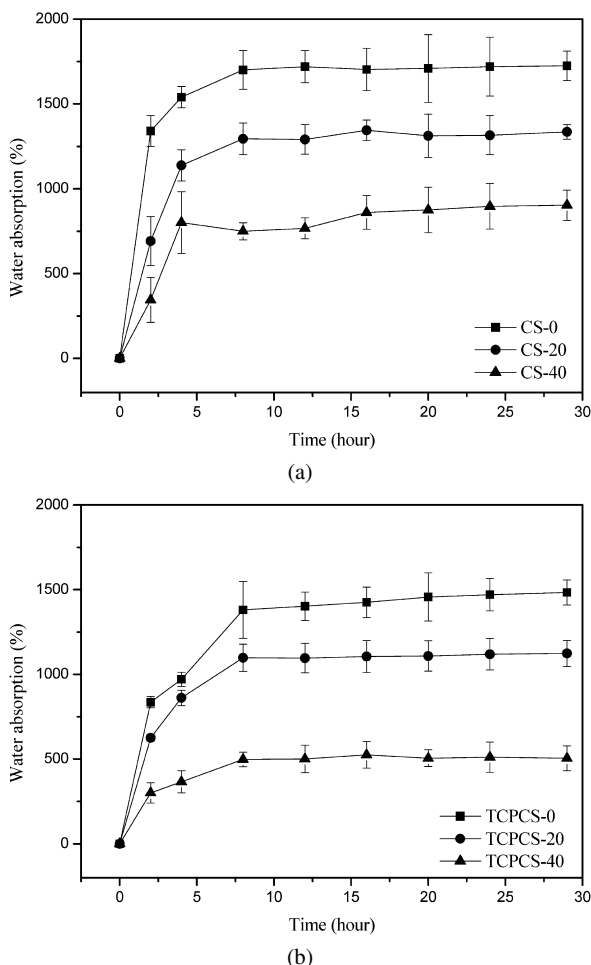 2000
1500
1000
500
0
Water absorption (%)
CS-0
CS-20
CS-40
0 5 10 15 20 25 30
Time (hour)
(a)
2000
1500
1000
500
0
Water absorption (%)
TCPCS-0
TCPCS-20
TCPCS-40
0 5 10 15 20 25 30
Time (hour)
(b)